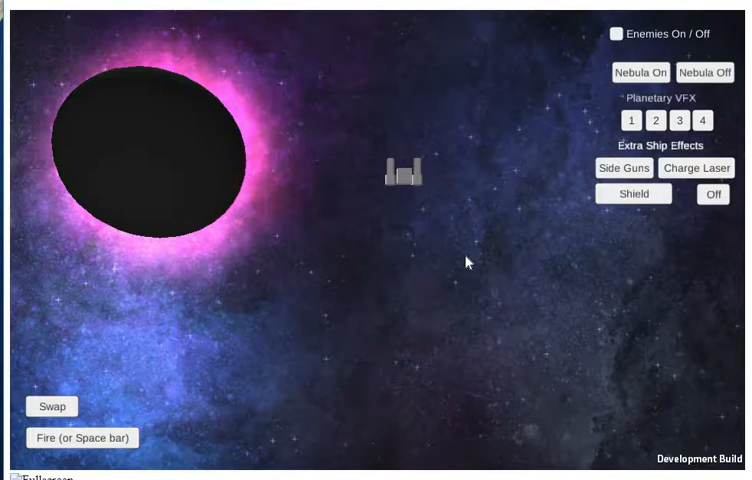 Enemies On / Off
Nebula On Nebula Off
Planetary VFX
1 2 3 4
Extra Ship Effects
Side Guns Charge Laser
Shield Off
Swap
Fire (or Space bar)
Development Build
Fullscreen